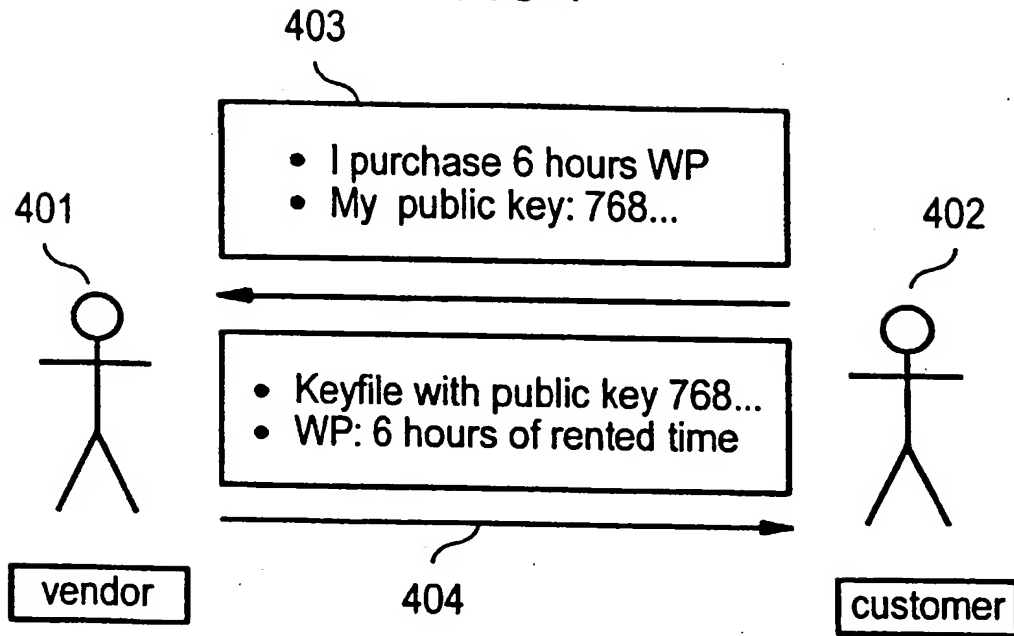 403
• I purchase 6 hours WP
• My public key: 768...
401
402
• Keyfile with public key 768...
• WP: 6 hours of rented time
404
vendor
customer